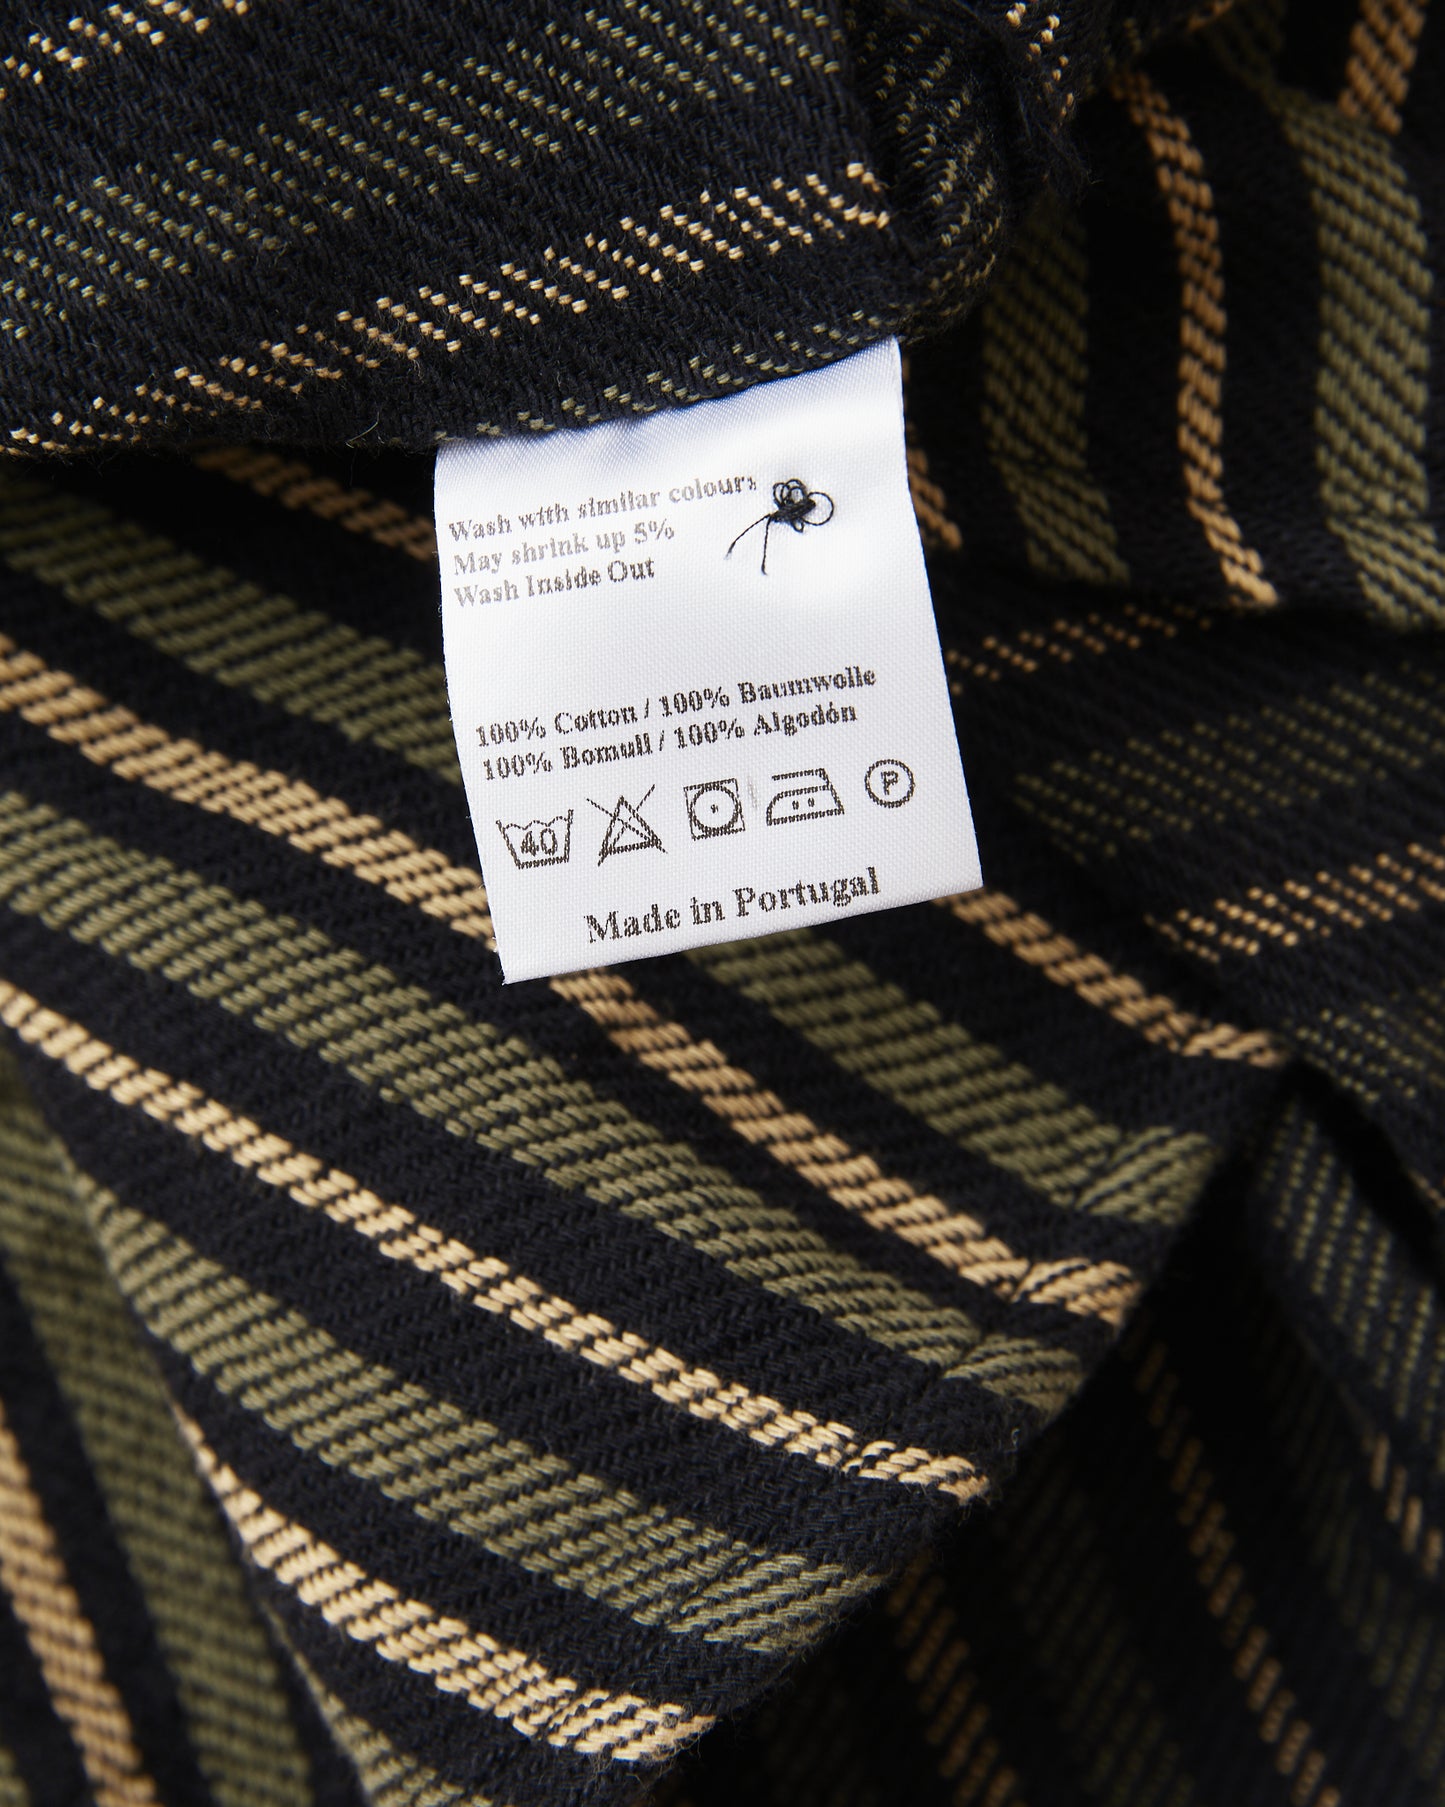 Wash with similar colours
May shrink up 5%
Wash Inside Out
100% Cotton / 100% Baumwolle
100% Bomull / 100% Algodón
40 P
Made in Portugal